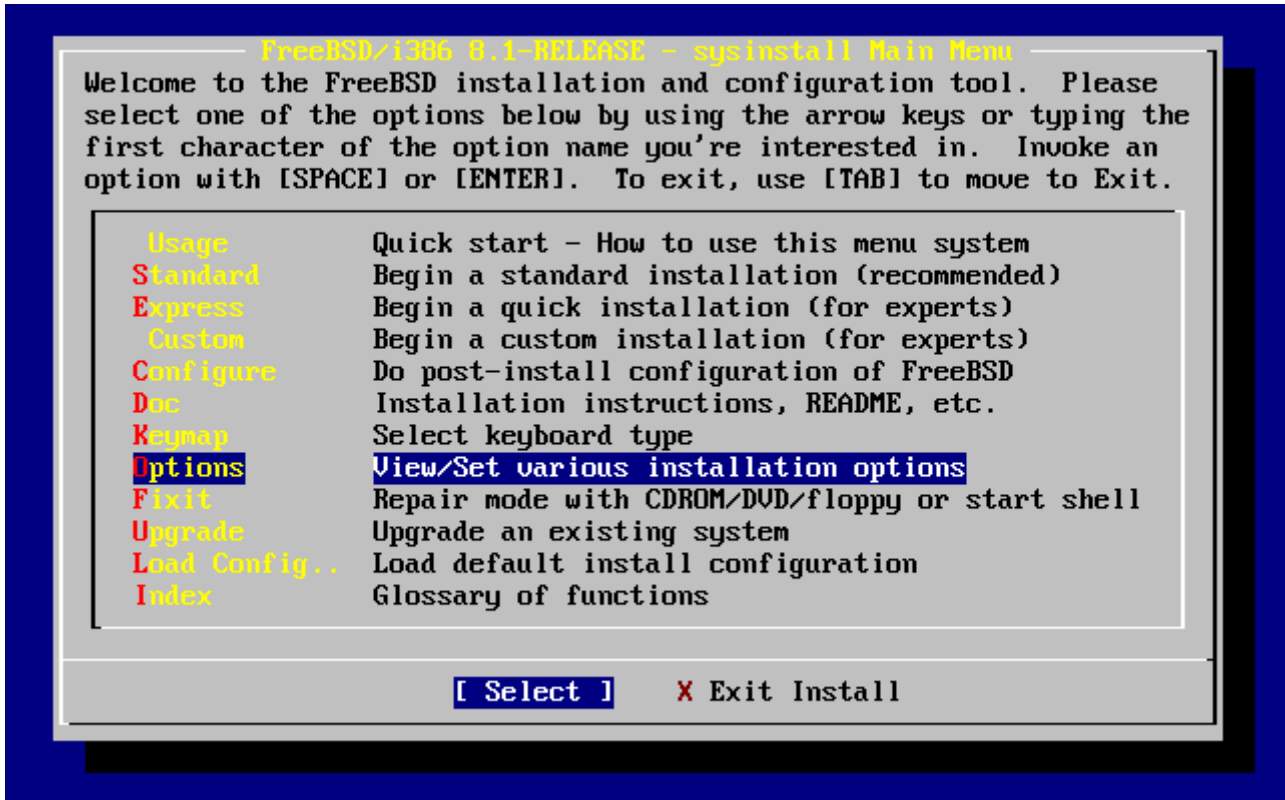 FreeBSD/i386 8.1-RELEASE - sysinstall Main Menu
Welcome to the FreeBSD installation and configuration tool.  Please
select one of the options below by using the arrow keys or typing the
first character of the option name you're interested in.  Invoke an
option with [SPACE] or [ENTER].  To exit, use [TAB] to move to Exit.
Usage Quick start - How to use this menu system
Standard Begin a standard installation (recommended)
Express Begin a quick installation (for experts)
Custom Begin a custom installation (for experts)
Configure Do post-install configuration of FreeBSD
Doc Installation instructions, README, etc.
Keymap Select keyboard type
Options View/Set various installation options
Fixit Repair mode with CDROM/DVD/floppy or start shell
Upgrade Upgrade an existing system
Load Config.. Load default install configuration
Index Glossary of functions
[ Select ] X Exit Install